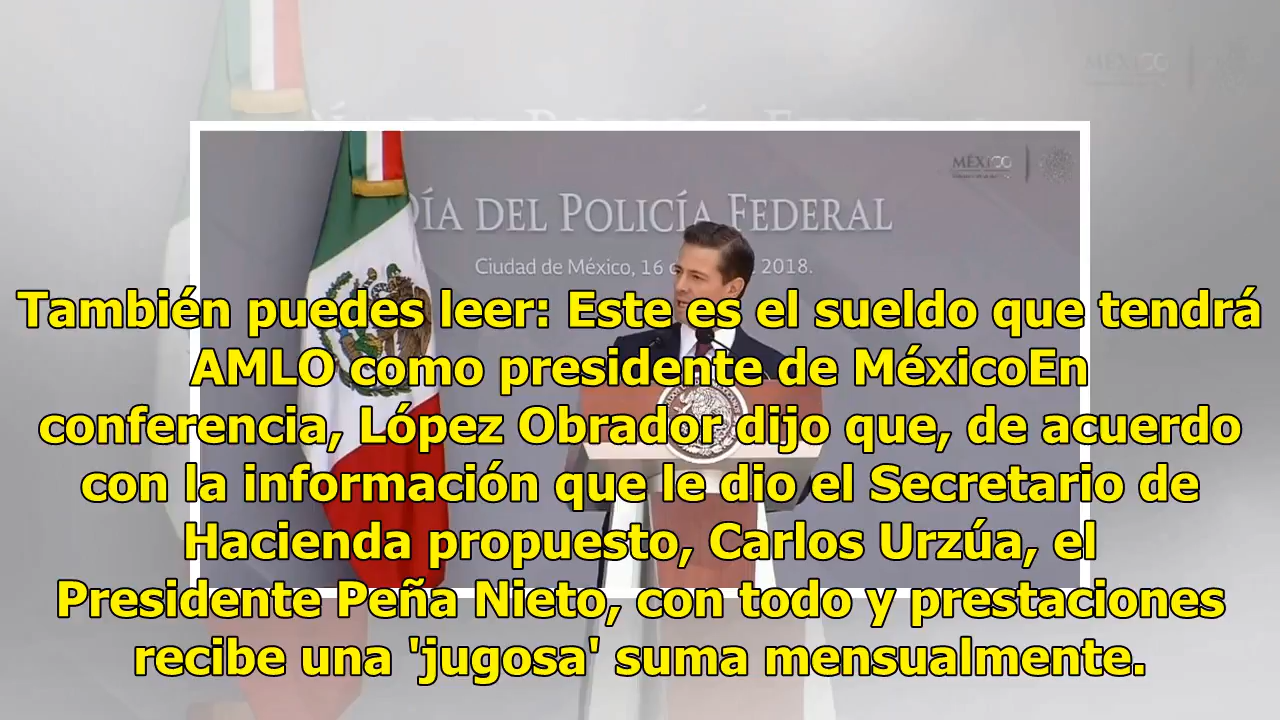 MÉXICO
DÍA DEL POLICÍA FEDERAL
Ciudad de México, 16 2018.
También puedes leer: Este es el sueldo que tendrá
AMLO como presidente de MéxicoEn
conferencia, López Obrador dijo que, de acuerdo
con la información que le dio el Secretario de
Hacienda propuesto, Carlos Urzúa, el
Presidente Peña Nieto, con todo y prestaciones
recibe una 'jugosa' suma mensualmente.